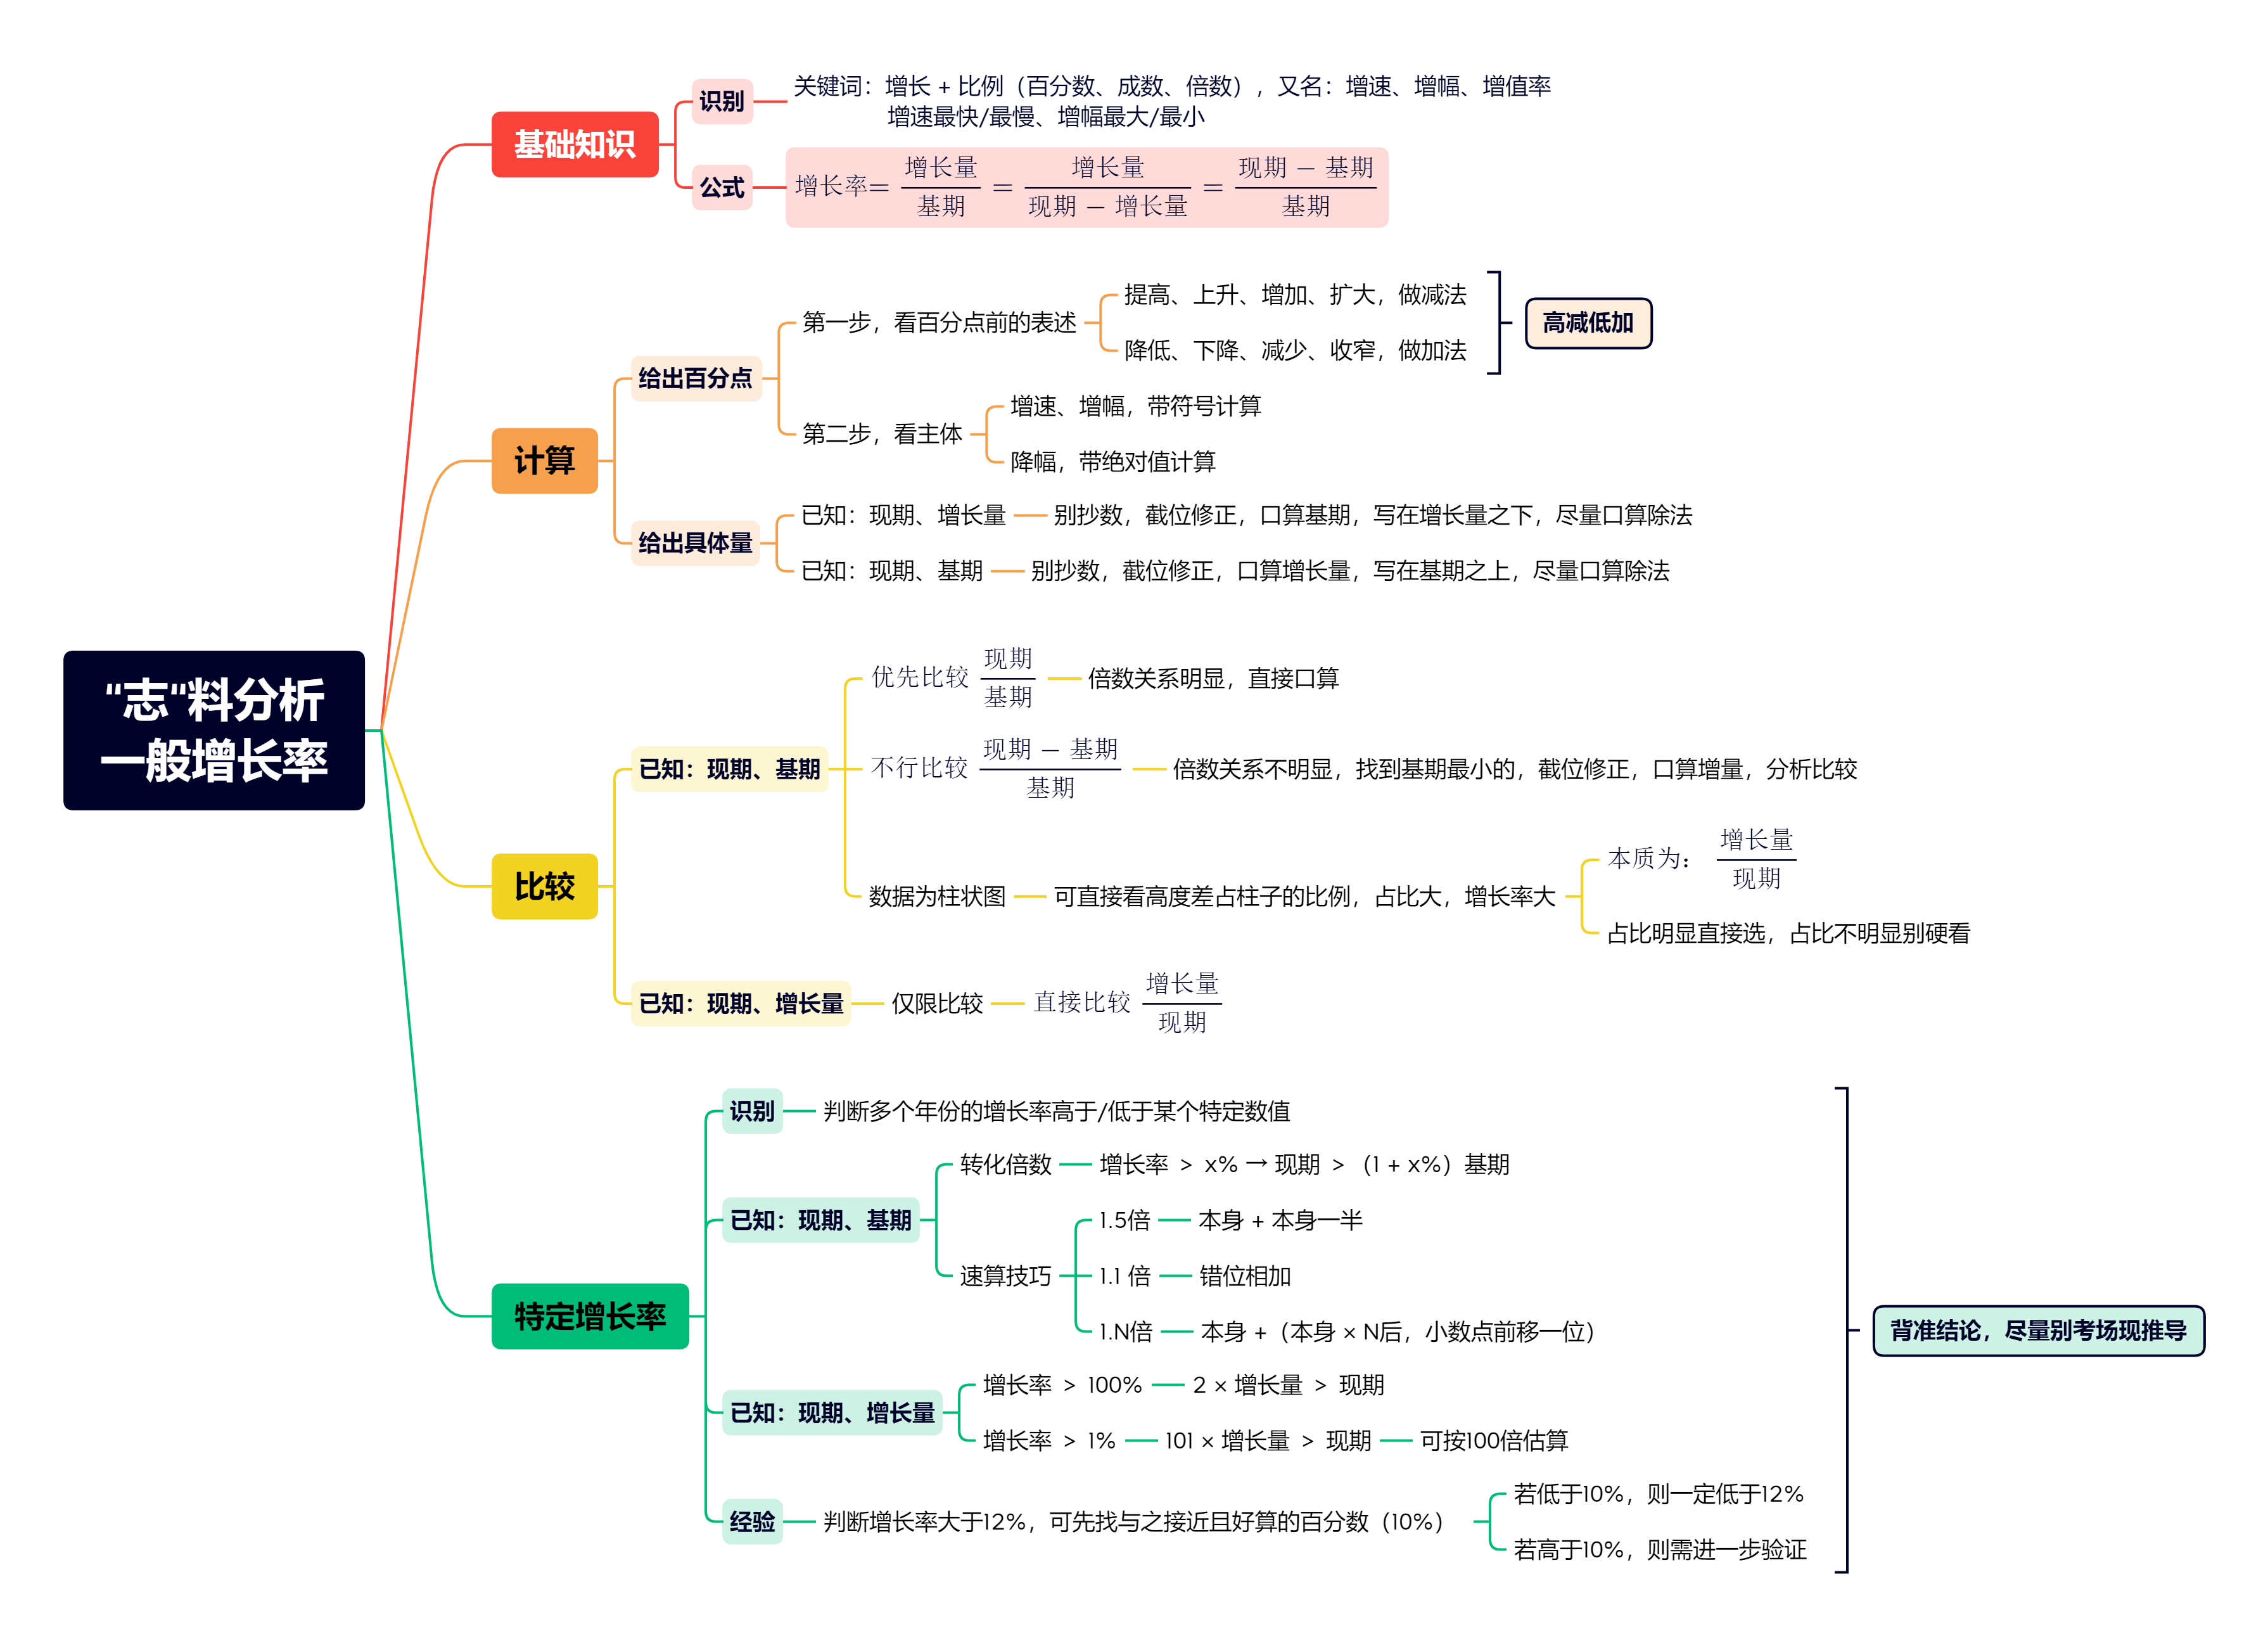 "志"料分析
一般增长率
基础知识
识别
关键词：增长 + 比例（百分数、成数、倍数），又名：增速、增幅、增值率
增速最快/最慢、增幅最大/最小
公式
增长率= 增长量/基期 = 增长量/(现期 − 增长量) = (现期 − 基期)/基期
计算
给出百分点
第一步，看百分点前的表述
提高、上升、增加、扩大，做减法
降低、下降、减少、收窄，做加法
高减低加
第二步，看主体
增速、增幅，带符号计算
降幅，带绝对值计算
给出具体量
已知：现期、增长量
别抄数，截位修正，口算基期，写在增长量之下，尽量口算除法
已知：现期、基期
别抄数，截位修正，口算增长量，写在基期之上，尽量口算除法
比较
已知：现期、基期
优先比较 现期/基期
倍数关系明显，直接口算
不行比较 (现期 − 基期)/基期
倍数关系不明显，找到基期最小的，截位修正，口算增量，分析比较
数据为柱状图
可直接看高度差占柱子的比例，占比大，增长率大
本质为： 增长量/现期
占比明显直接选，占比不明显别硬看
已知：现期、增长量
仅限比较
直接比较 增长量/现期
特定增长率
识别
判断多个年份的增长率高于/低于某个特定数值
已知：现期、基期
转化倍数
增长率 > x% → 现期 >（1 + x%）基期
速算技巧
1.5倍
本身 + 本身一半
1.1 倍
错位相加
1.N倍
本身 +（本身 × N后，小数点前移一位）
已知：现期、增长量
增长率 > 100%
2 × 增长量 > 现期
增长率 > 1%
101 × 增长量 > 现期
可按100倍估算
经验
判断增长率大于12%，可先找与之接近且好算的百分数（10%）
若低于10%，则一定低于12%
若高于10%，则需进一步验证
背准结论，尽量别考场现推导